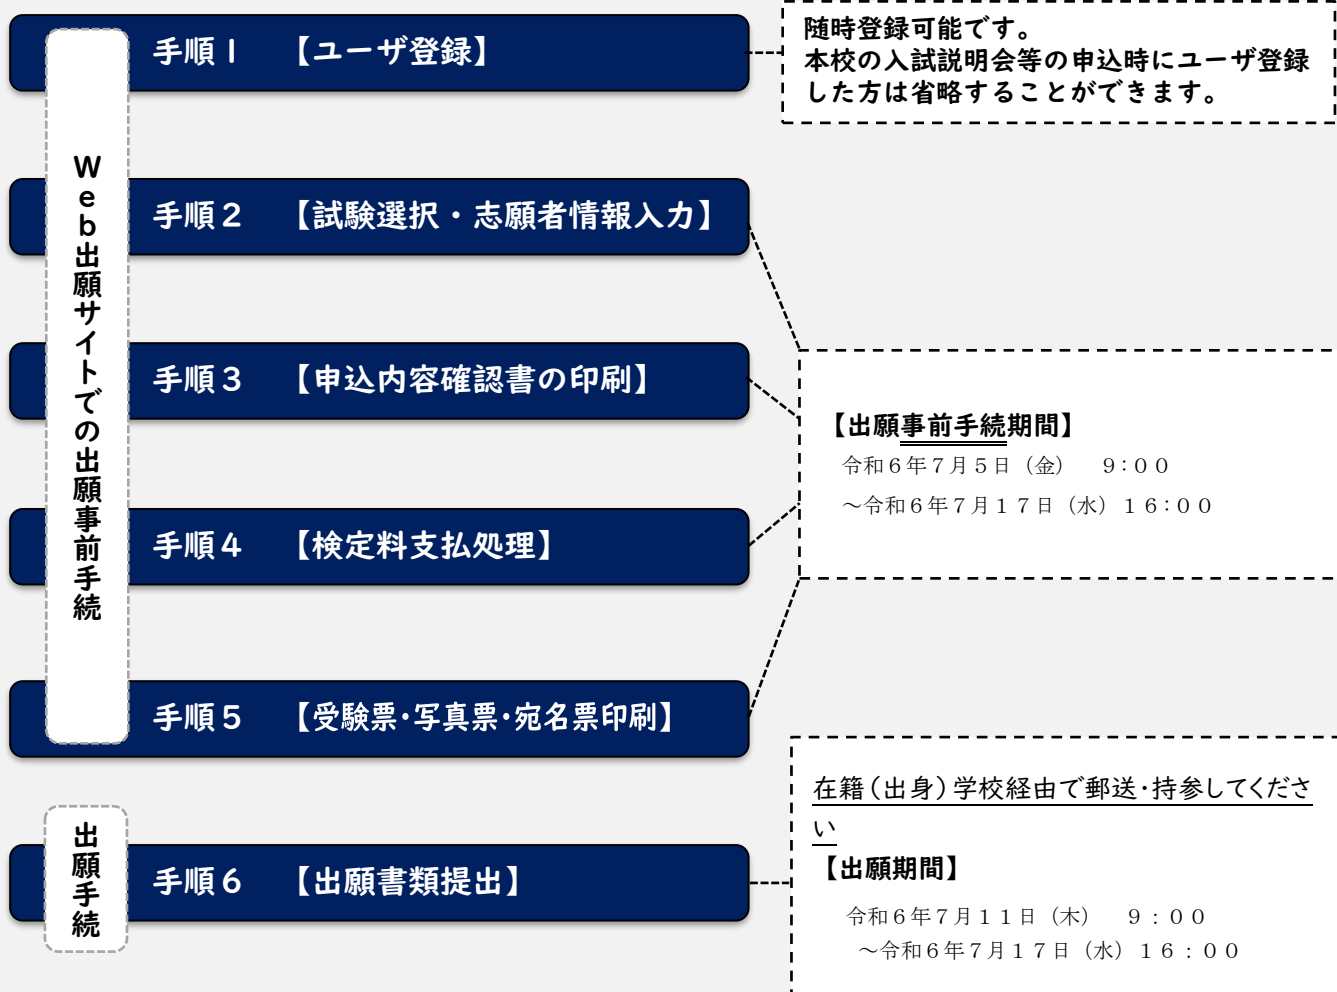 手順１　【ユーザ登録】
随時登録可能です。
本校の入試説明会等の申込時にユーザ登録
した方は省略することができます。
Web出願サイトでの出願事前手続
手順２　【試験選択・志願者情報入力】
手順３　【申込内容確認書の印刷】
【出願事前手続期間】
令和６年７月５日（金）　９：００
～令和６年７月１７日（水）１６：００
手順４　【検定料支払処理】
手順５　【受験票・写真票・宛名票印刷】
出願手続
手順６　【出願書類提出】
在籍（出身）学校経由で郵送・持参してくださ
い
【出願期間】
令和６年７月１１日（木）　９：００
～令和６年７月１７日（水）１６：００